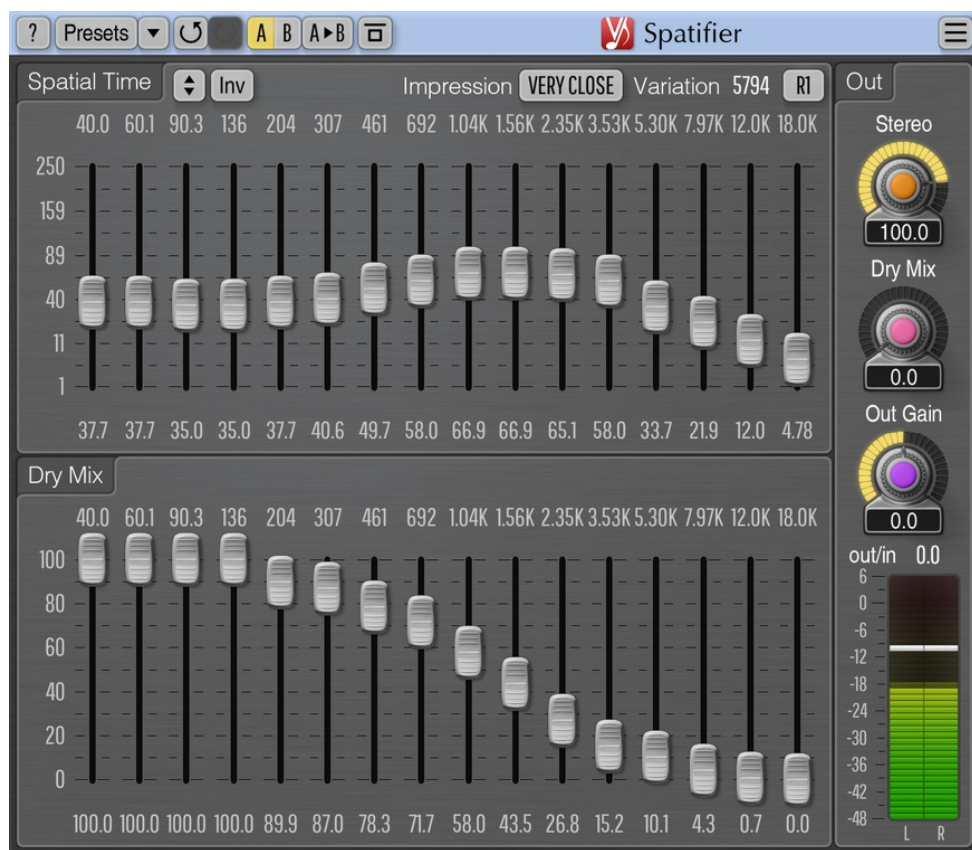 ? Presets A B A▸B Spatifier
Spatial Time Inv Impression VERY CLOSE Variation 5794 R1 Out
40.0 60.1 90.3 136 204 307 461 692 1.04K 1.56K 2.35K 3.53K 5.30K 7.97K 12.0K 18.0K
250
159
89
40
11
1
37.7 37.7 35.0 35.0 37.7 40.6 49.7 58.0 66.9 66.9 65.1 58.0 33.7 21.9 12.0 4.78
Dry Mix
40.0 60.1 90.3 136 204 307 461 692 1.04K 1.56K 2.35K 3.53K 5.30K 7.97K 12.0K 18.0K
100
80
60
40
20
0
100.0 100.0 100.0 100.0 89.9 87.0 78.3 71.7 58.0 43.5 26.8 15.2 10.1 4.3 0.7 0.0
Stereo
100.0
Dry Mix
0.0
Out Gain
0.0
out/in 0.0
6
0
-6
-12
-18
-24
-30
-36
-42
-48
L R